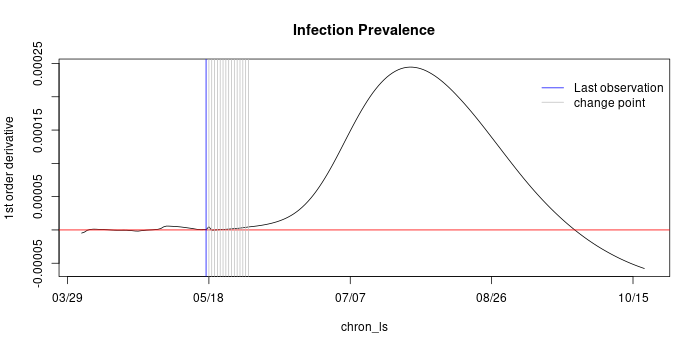 Infection Prevalence
1st order derivative
0.00025
0.00015
0.00005
-0.00005
Last observation
change point
03/29
05/18
07/07
08/26
10/15
chron_ls